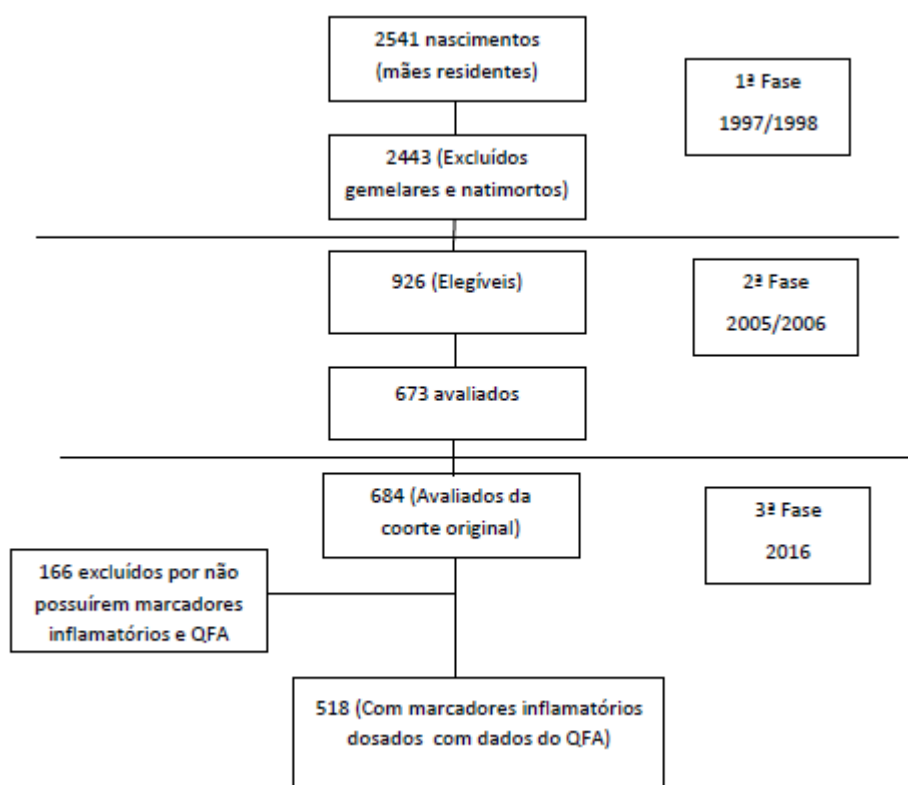 2541 nascimentos
(mães residentes)
1ª Fase
1997/1998
2443 (Excluídos
gemelares e natimortos)
926 (Elegíveis)
2ª Fase
2005/2006
673 avaliados
684 (Avaliados da
coorte original)
3ª Fase
2016
166 excluídos por não
possuírem marcadores
inflamatórios e QFA
518 (Com marcadores inflamatórios
dosados com dados do QFA)